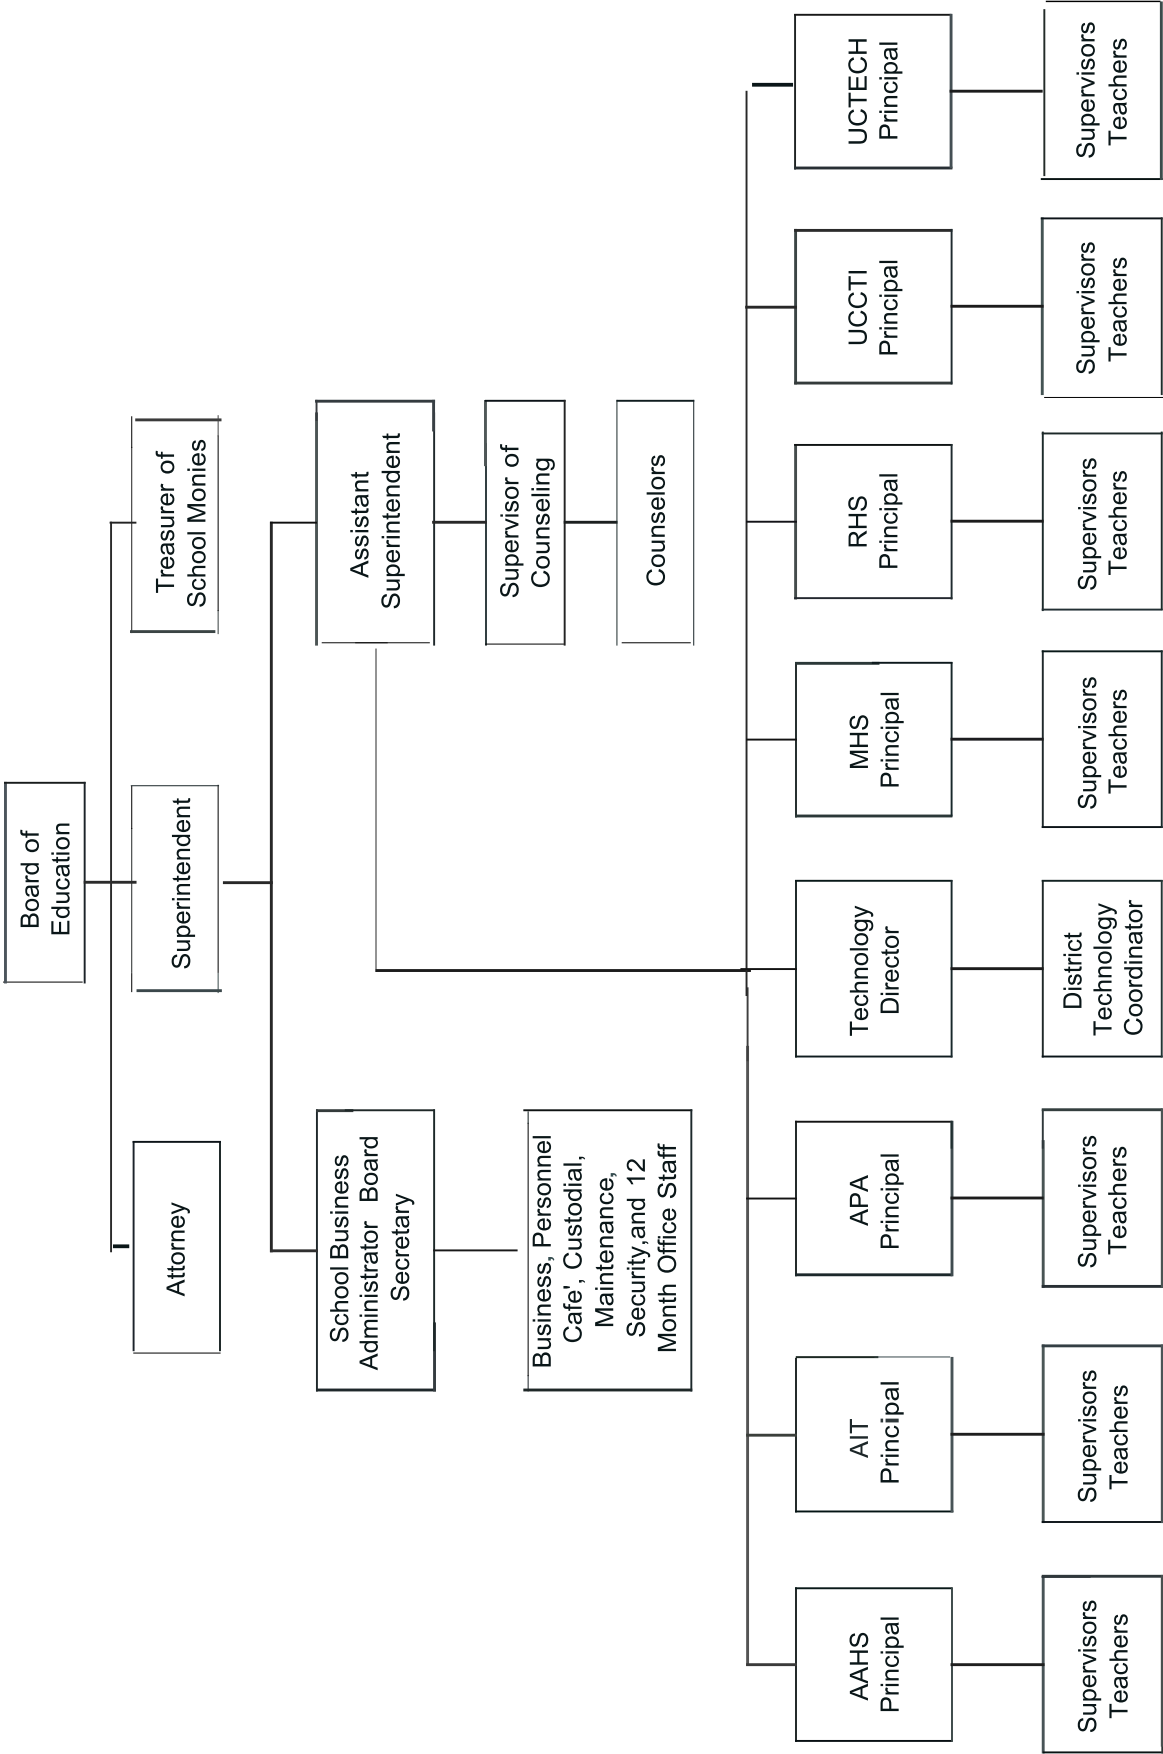 Board of
Education
Attorney
Superintendent
Treasurer of
School Monies
School Business
Administrator Board
Secretary
Assistant
Superintendent
Business, Personnel
Cafe', Custodial,
Maintenance,
Security,and 12
Month Office Staff
Supervisor of
Counseling
Counselors
AAHS
Principal
AIT
Principal
APA
Principal
Technology
Director
MHS
Principal
RHS
Principal
UCCTI
Principal
UCTECH
Principal
Supervisors
Teachers
Supervisors
Teachers
Supervisors
Teachers
District
Technology
Coordinator
Supervisors
Teachers
Supervisors
Teachers
Supervisors
Teachers
Supervisors
Teachers